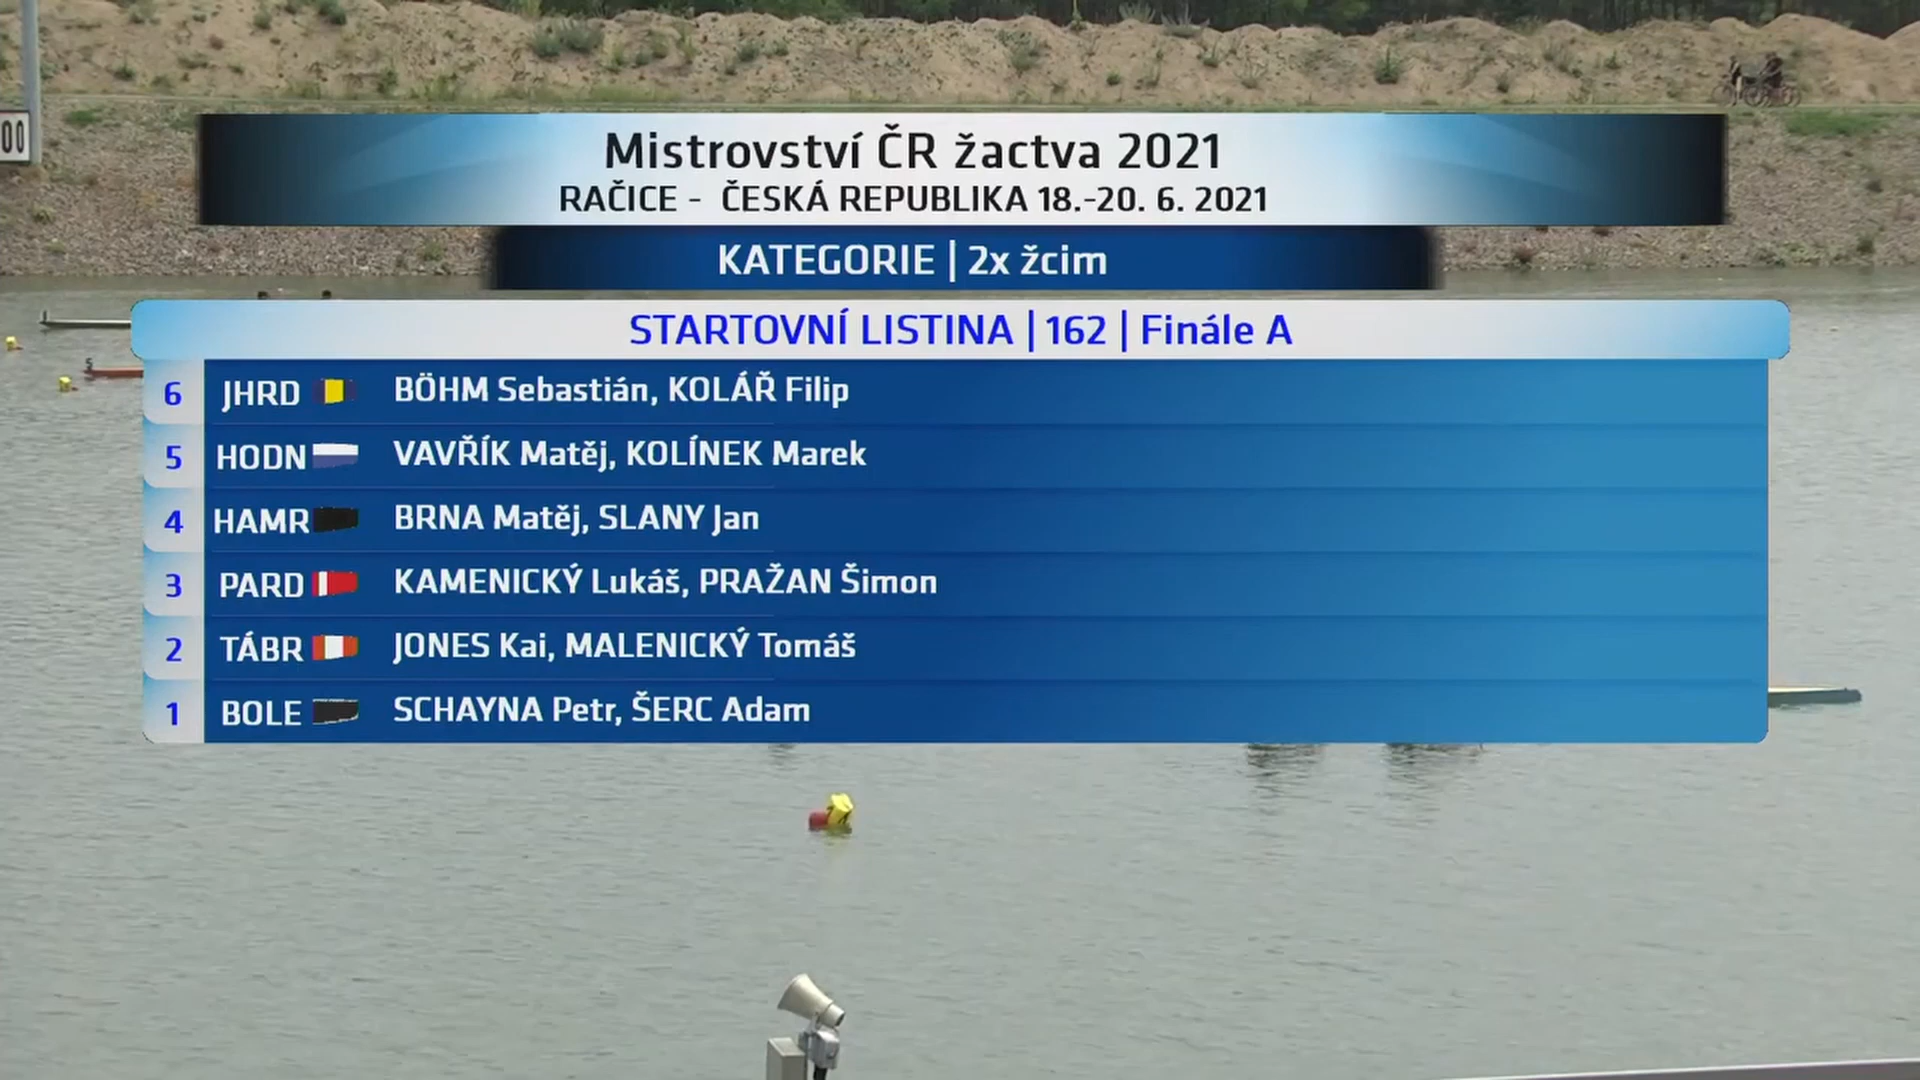 00
Mistrovství ČR žactva 2021
RAČICE - ČESKÁ REPUBLIKA 18.-20. 6. 2021
KATEGORIE | 2x žcim
STARTOVNÍ LISTINA | 162 | Finále A
6 JHRD BÖHM Sebastián, KOLÁŘ Filip
5 HODN VAVŘÍK Matěj, KOLÍNEK Marek
4 HAMR BRNA Matěj, SLANY Jan
3 PARD KAMENICKÝ Lukáš, PRAŽAN Šimon
2 TÁBR JONES Kai, MALENICKÝ Tomáš
1 BOLE SCHAYNA Petr, ŠERC Adam